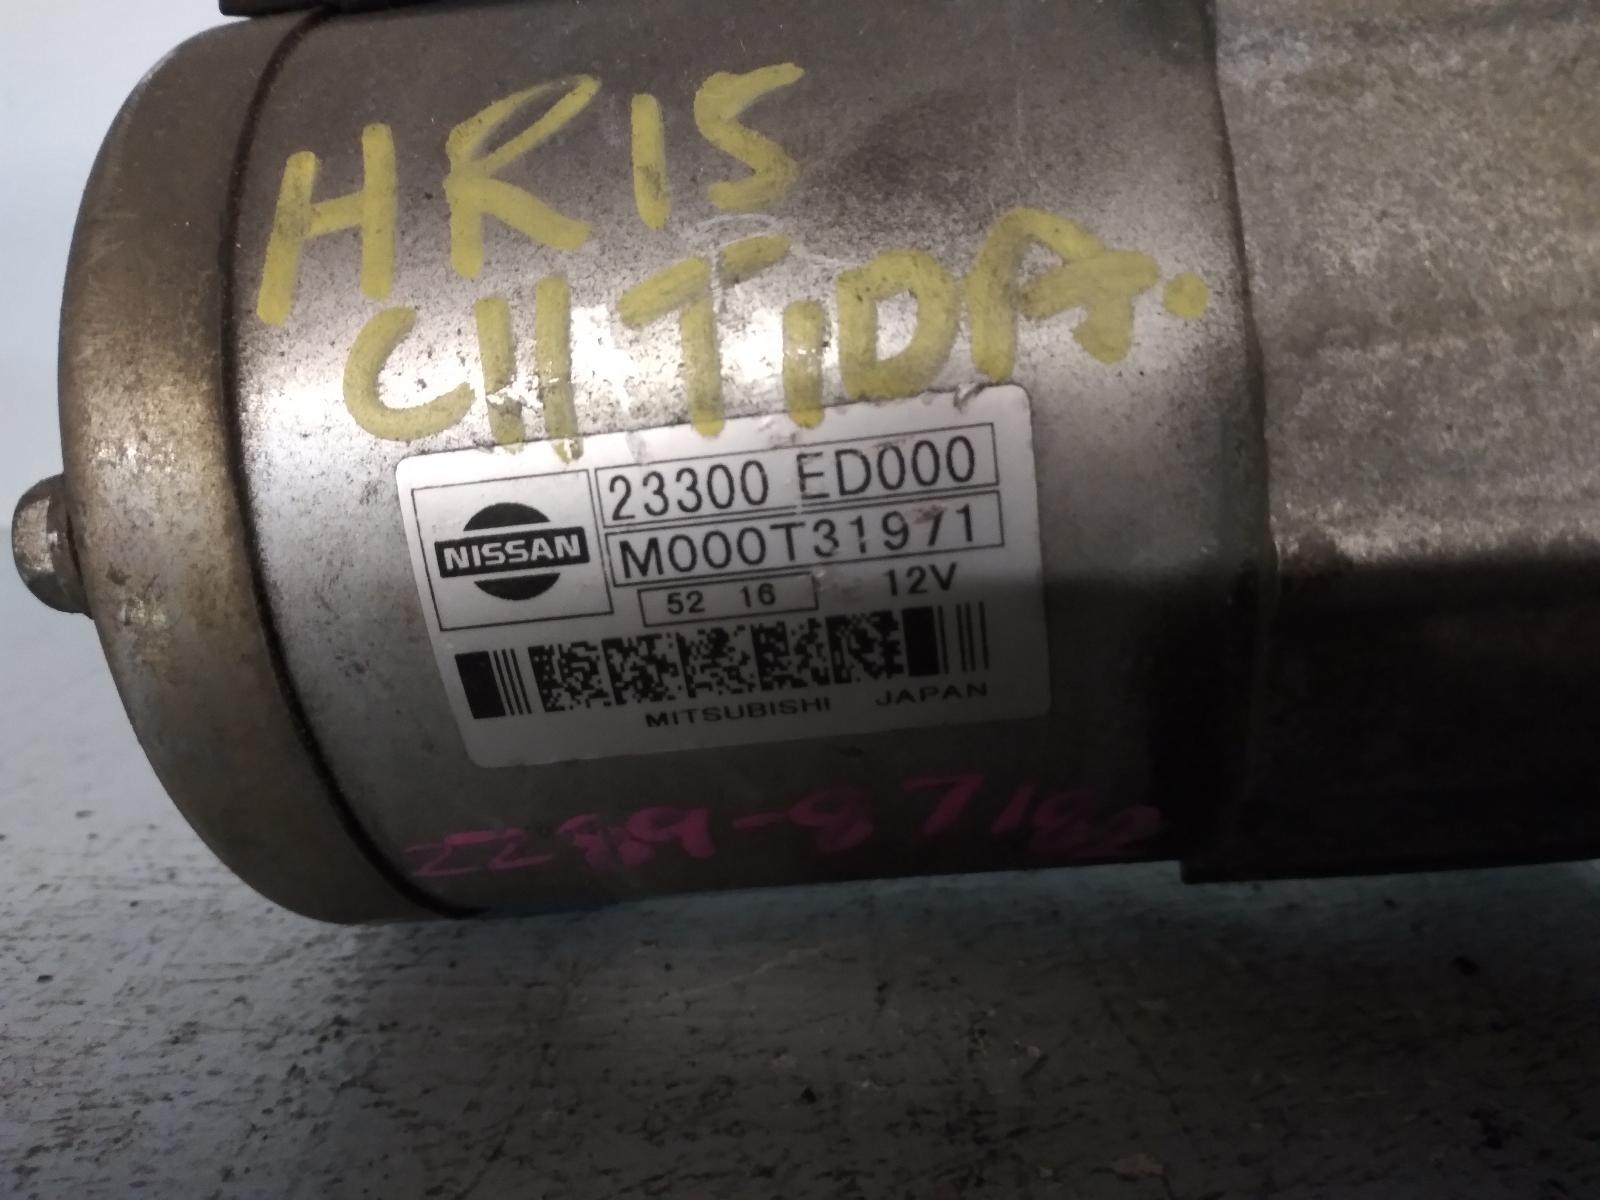 HR15
C11 TIDA.
NISSAN
23300 ED000
M000T31971
52 16 12V
MITSUBISHI JAPAN